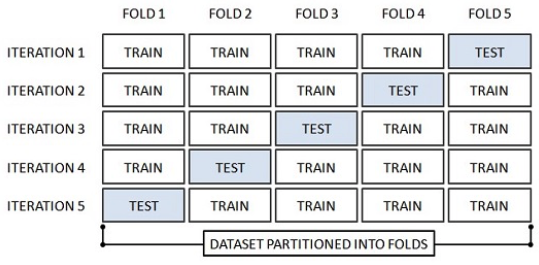 FOLD 1 FOLD 2 FOLD 3 FOLD 4 FOLD 5
ITERATION 1 TRAIN TRAIN TRAIN TRAIN TEST
ITERATION 2 TRAIN TRAIN TRAIN TEST TRAIN
ITERATION 3 TRAIN TRAIN TEST TRAIN TRAIN
ITERATION 4 TRAIN TEST TRAIN TRAIN TRAIN
ITERATION 5 TEST TRAIN TRAIN TRAIN TRAIN
DATASET PARTITIONED INTO FOLDS